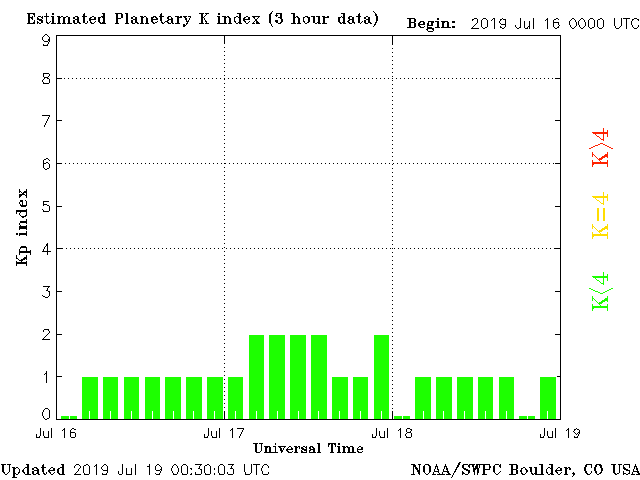 Estimated Planetary K index (3 hour data)
Begin: 2019 Jul 16 0000 UTC
9
8
7
6
5
4
3
2
1
0
Kp index
K>4
K=4
K<4
Jul 16
Jul 17
Jul 18
Jul 19
Universal Time
Updated 2019 Jul 19 00:30:03 UTC
NOAA/SWPC Boulder, CO USA